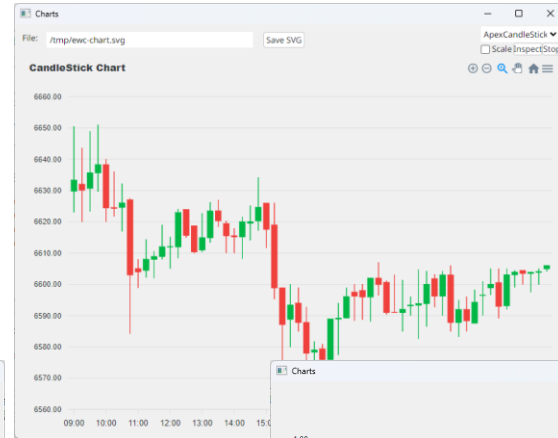 Charts
File: /tmp/ewc-chart.svg Save SVG ApexCandleStick
Scale Inspect Stop
CandleStick Chart
6660.00
6650.00
6640.00
6630.00
6620.00
6610.00
6600.00
6590.00
6580.00
6570.00
6560.00
09:00 10:00 11:00 12:00 13:00 14:00 15:0
Charts